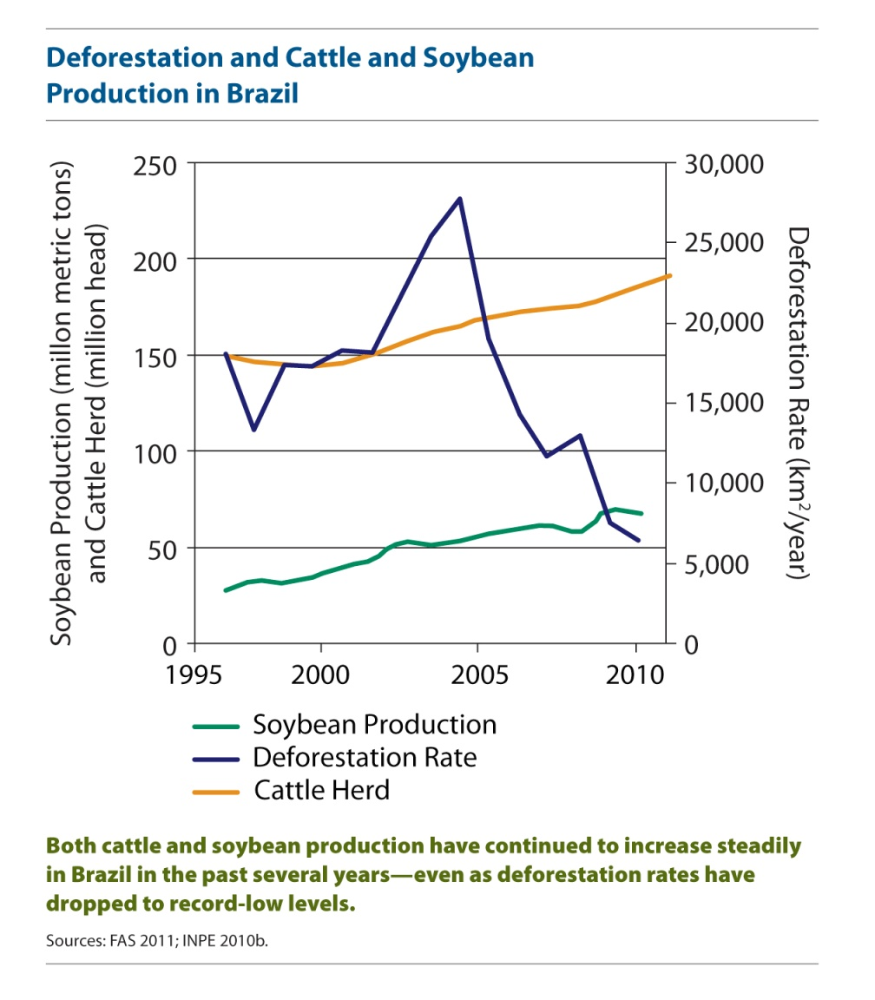 Deforestation and Cattle and Soybean
Production in Brazil
Soybean Production (millon metric tons)
and Cattle Herd (million head)
250
200
150
100
50
0
30,000
25,000
20,000
15,000
10,000
5,000
0
Deforestation Rate (km²/year)
1995
2000
2005
2010
Soybean Production
Deforestation Rate
Cattle Herd
Both cattle and soybean production have continued to increase steadily
in Brazil in the past several years—even as deforestation rates have
dropped to record-low levels.
Sources: FAS 2011; INPE 2010b.